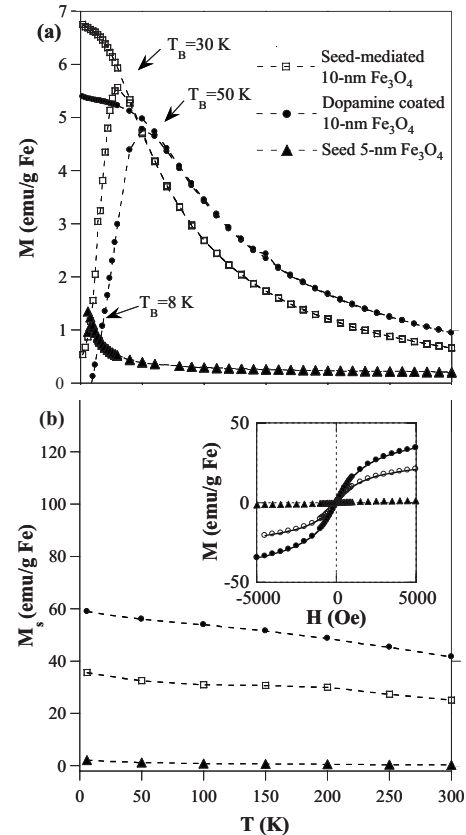 7
(a)
T_B=30 K
Seed-mediated
10-nm Fe₃O₄
6
T_B=50 K
Dopamine coated
10-nm Fe₃O₄
5
Seed 5-nm Fe₃O₄
4
M (emu/g Fe)
3
2
T_B=8 K
1
0
(b)
120
100
80
60
40
20
0
M_s (emu/g Fe)
50
0
-50
M (emu/g Fe)
-5000 0 5000
H (Oe)
0 50 100 150 200 250 300
T (K)